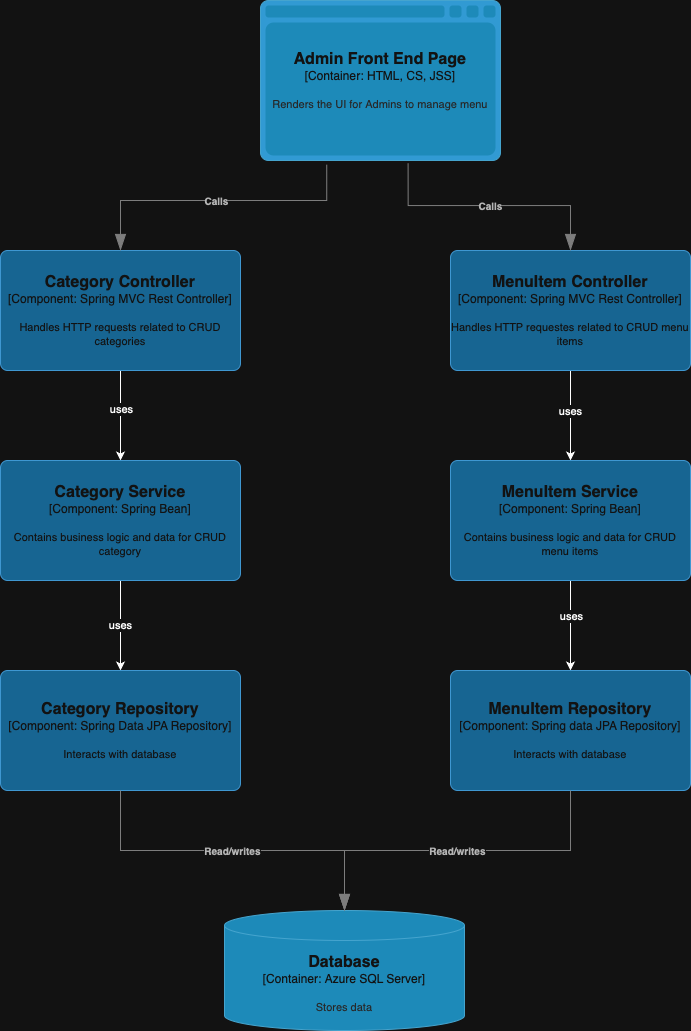 Admin Front End Page
[Container: HTML, CS, JSS]
Renders the UI for Admins to manage menu
Calls
Calls
Category Controller
[Component: Spring MVC Rest Controller]
Handles HTTP requests related to CRUD
categories
MenuItem Controller
[Component: Spring MVC Rest Controller]
Handles HTTP requestes related to CRUD menu
items
uses
uses
Category Service
[Component: Spring Bean]
Contains business logic and data for CRUD
category
MenuItem Service
[Component: Spring Bean]
Contains business logic and data for CRUD
menu items
uses
uses
Category Repository
[Component: Spring Data JPA Repository]
Interacts with database
MenuItem Repository
[Component: Spring data JPA Repository]
Interacts with database
Read/writes
Read/writes
Database
[Container: Azure SQL Server]
Stores data